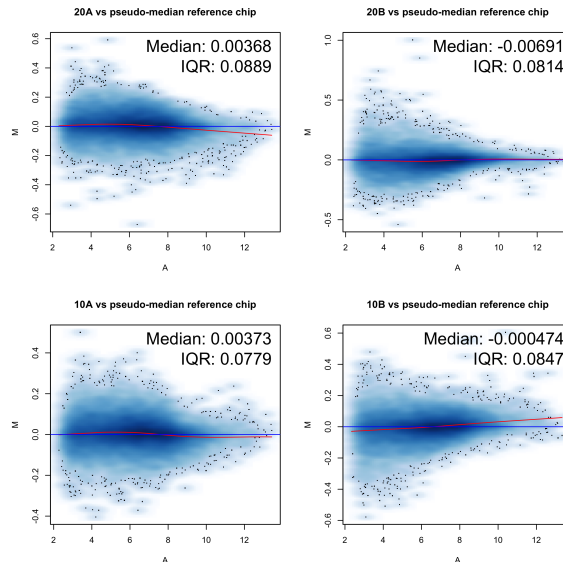 20A vs pseudo-median reference chip
Median: 0.00368
IQR: 0.0889
M
0.6
0.4
0.2
0.0
-0.2
-0.4
-0.6
2 4 6 8 10 12
A
20B vs pseudo-median reference chip
Median: -0.00691
IQR: 0.0814
M
1.0
0.5
0.0
-0.5
2 4 6 8 10 12
A
10A vs pseudo-median reference chip
Median: 0.00373
IQR: 0.0779
M
0.4
0.2
0.0
-0.2
-0.4
2 4 6 8 10 12
A
10B vs pseudo-median reference chip
Median: -0.000474
IQR: 0.0847
M
0.6
0.4
0.2
0.0
-0.2
-0.4
-0.6
2 4 6 8 10 12
A